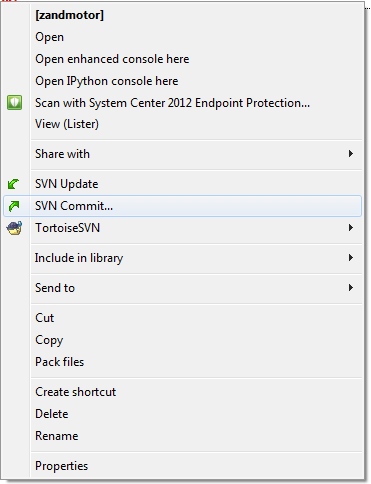 [zandmotor]
Open
Open enhanced console here
Open IPython console here
Scan with System Center 2012 Endpoint Protection...
View (Lister)
Share with
SVN Update
SVN Commit...
TortoiseSVN
Include in library
Send to
Cut
Copy
Pack files
Create shortcut
Delete
Rename
Properties